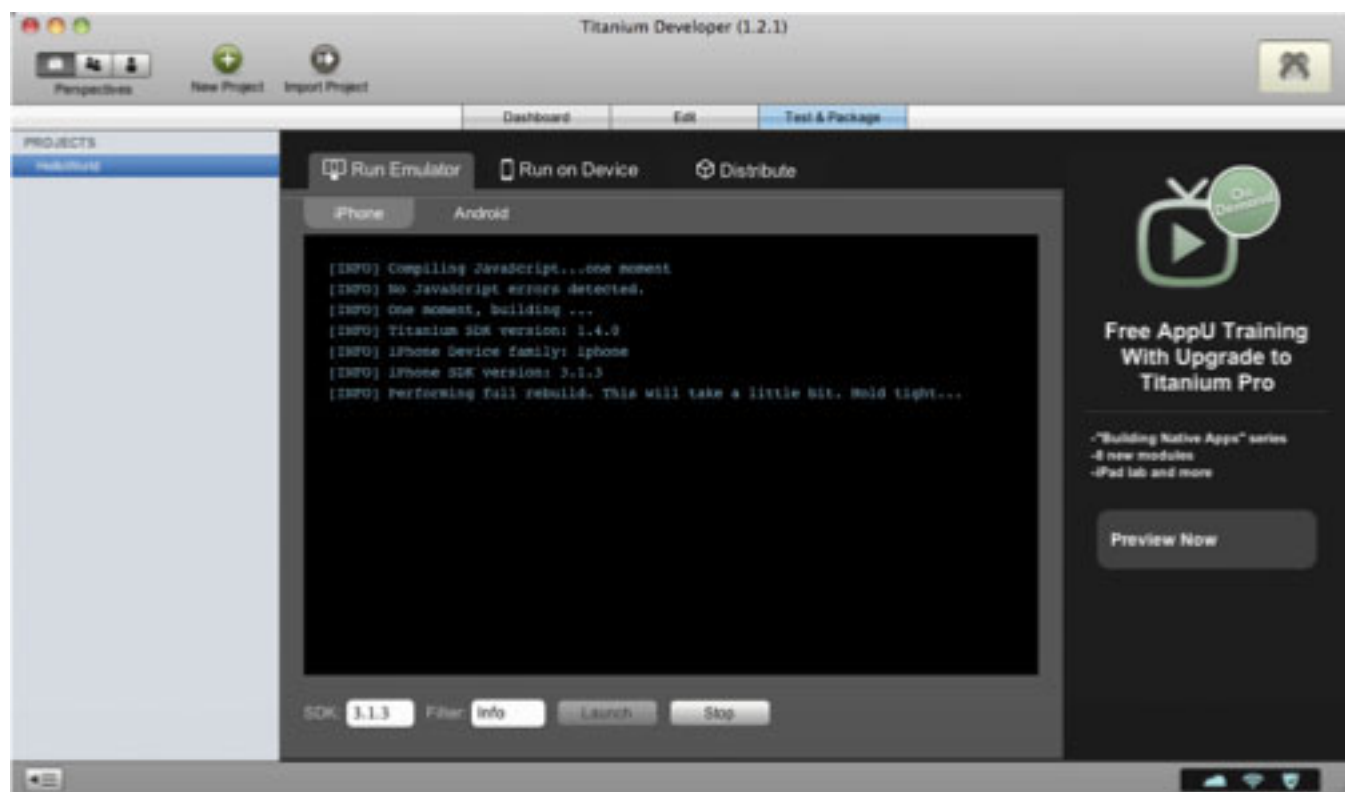 Titanium Developer (1.2.1)
Perspectives
New Project
Import Project
Dashboard
Edit
Test & Package
PROJECTS
HelloWorld
Run Emulator
Run on Device
Distribute
iPhone
Android
[INFO] Compiling JavaScript...one moment
[INFO] No JavaScript errors detected.
[INFO] One moment, building ...
[INFO] Titanium SDK version: 1.4.0
[INFO] iPhone Device family: iphone
[INFO] iPhone SDK version: 3.1.3
[INFO] Performing full rebuild. This will take a little bit. Hold tight...
On
Demand
Free AppU Training
With Upgrade to
Titanium Pro
-"Building Native Apps" series
-8 new modules
-iPad lab and more
Preview Now
SDK: 3.1.3 Filter: Info Launch Stop